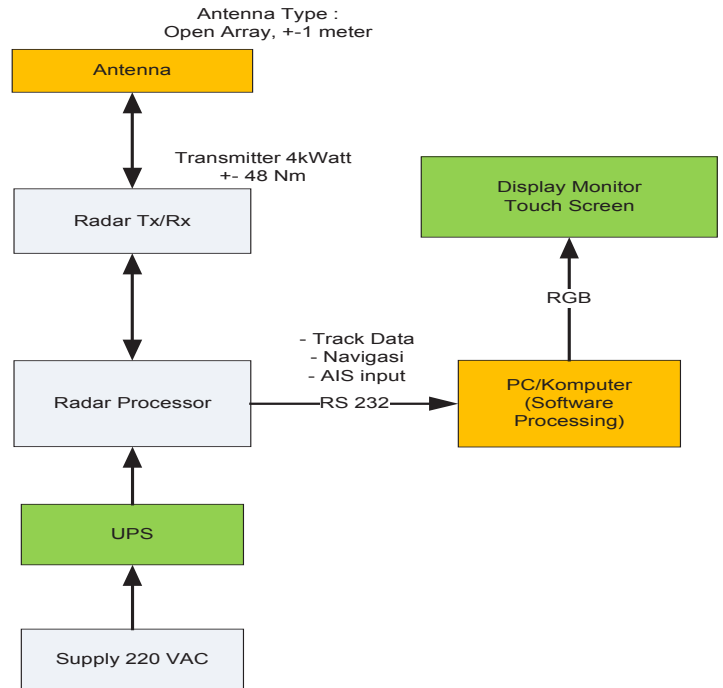 Antenna Type :
Open Array, +-1 meter
Antenna
Transmitter 4kWatt
+- 48 Nm
Radar Tx/Rx
Display Monitor
Touch Screen
RGB
- Track Data
- Navigasi
- AIS input
RS 232
Radar Processor
PC/Komputer
(Software
Processing)
UPS
Supply 220 VAC